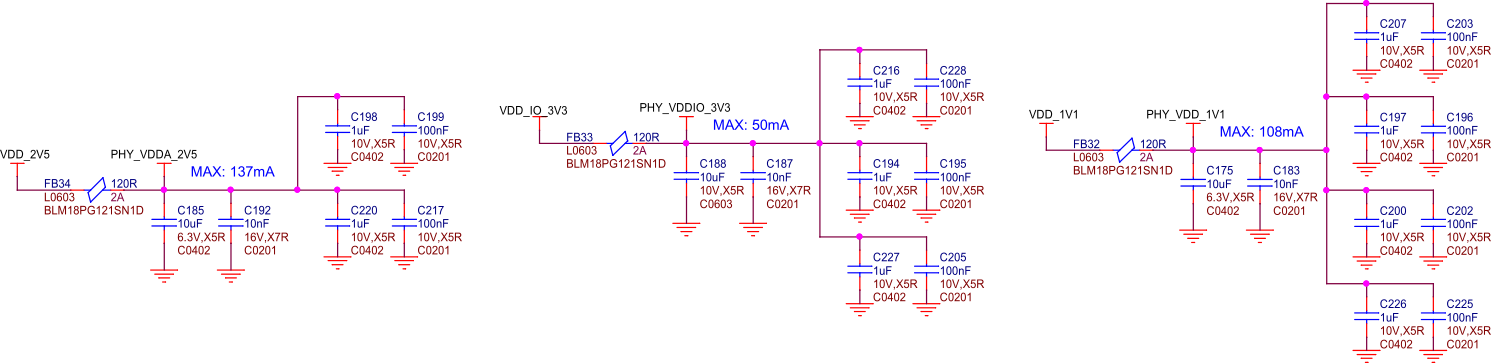 VDD_2V5
FB34
L0603
BLM18PG121SN1D
120R
2A
PHY_VDDA_2V5
MAX: 137mA
C185
10uF
6.3V,X5R
C0402
C192
10nF
16V,X7R
C0201
C198
1uF
10V,X5R
C0402
C199
100nF
10V,X5R
C0201
C220
1uF
10V,X5R
C0402
C217
100nF
10V,X5R
C0201
VDD_IO_3V3
FB33
L0603
BLM18PG121SN1D
120R
2A
PHY_VDDIO_3V3
MAX: 50mA
C188
10uF
10V,X5R
C0603
C187
10nF
16V,X7R
C0201
C216
1uF
10V,X5R
C0402
C228
100nF
10V,X5R
C0201
C194
1uF
10V,X5R
C0402
C195
100nF
10V,X5R
C0201
C227
1uF
10V,X5R
C0402
C205
100nF
10V,X5R
C0201
VDD_1V1
FB32
L0603
BLM18PG121SN1D
120R
2A
PHY_VDD_1V1
MAX: 108mA
C175
10uF
6.3V,X5R
C0402
C183
10nF
16V,X7R
C0201
C207
1uF
10V,X5R
C0402
C203
100nF
10V,X5R
C0201
C197
1uF
10V,X5R
C0402
C196
100nF
10V,X5R
C0201
C200
1uF
10V,X5R
C0402
C202
100nF
10V,X5R
C0201
C226
1uF
10V,X5R
C0402
C225
100nF
10V,X5R
C0201